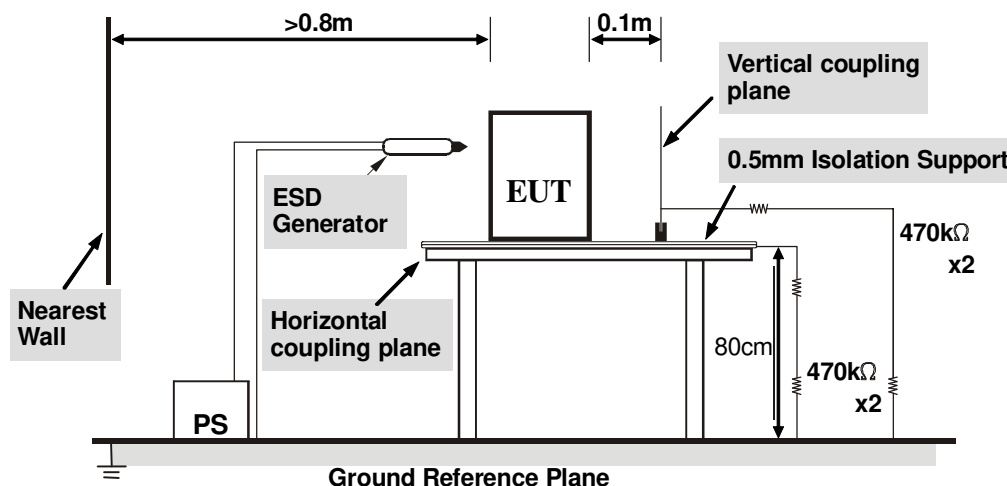 >0.8m
0.1m
Vertical coupling
plane
0.5mm Isolation Support
ESD
Generator
EUT
470kΩ
x2
Nearest
Wall
Horizontal
coupling plane
80cm
470kΩ
x2
PS
Ground Reference Plane